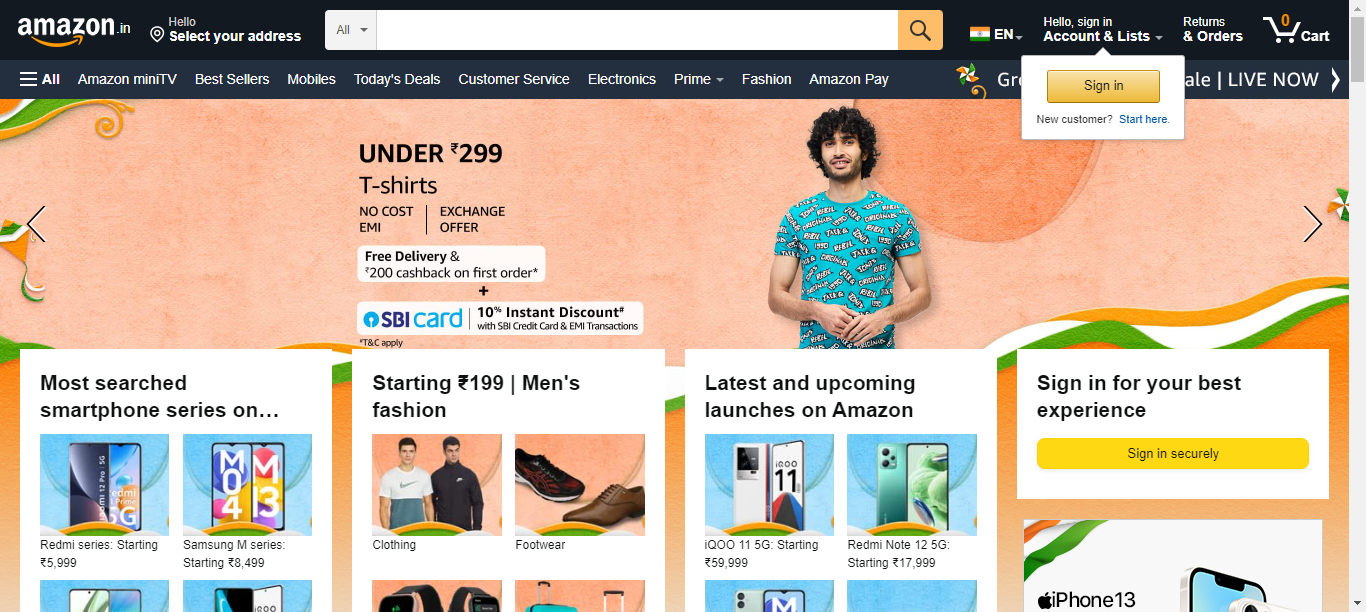 amazon.in
Hello
Select your address
All
EN
Hello, sign in
Account & Lists
Returns
& Orders
0
Cart
All
Amazon miniTV
Best Sellers
Mobiles
Today's Deals
Customer Service
Electronics
Prime
Fashion
Amazon Pay
Gre
ale | LIVE NOW
Sign in
New customer? Start here.
UNDER ₹299
T-shirts
NO COST
EMI
EXCHANGE
OFFER
Free Delivery &
₹200 cashback on first order*
+
SBI card
10% Instant Discount#
with SBI Credit Card & EMI Transactions
*T&C apply
Most searched
smartphone series on…
Redmi series: Starting
₹5,999
Samsung M series:
Starting ₹8,499
Starting ₹199 | Men's
fashion
Clothing
Footwear
Latest and upcoming
launches on Amazon
iQOO 11 5G: Starting
₹59,999
Redmi Note 12 5G:
Starting ₹17,999
Sign in for your best
experience
Sign in securely
iPhone13